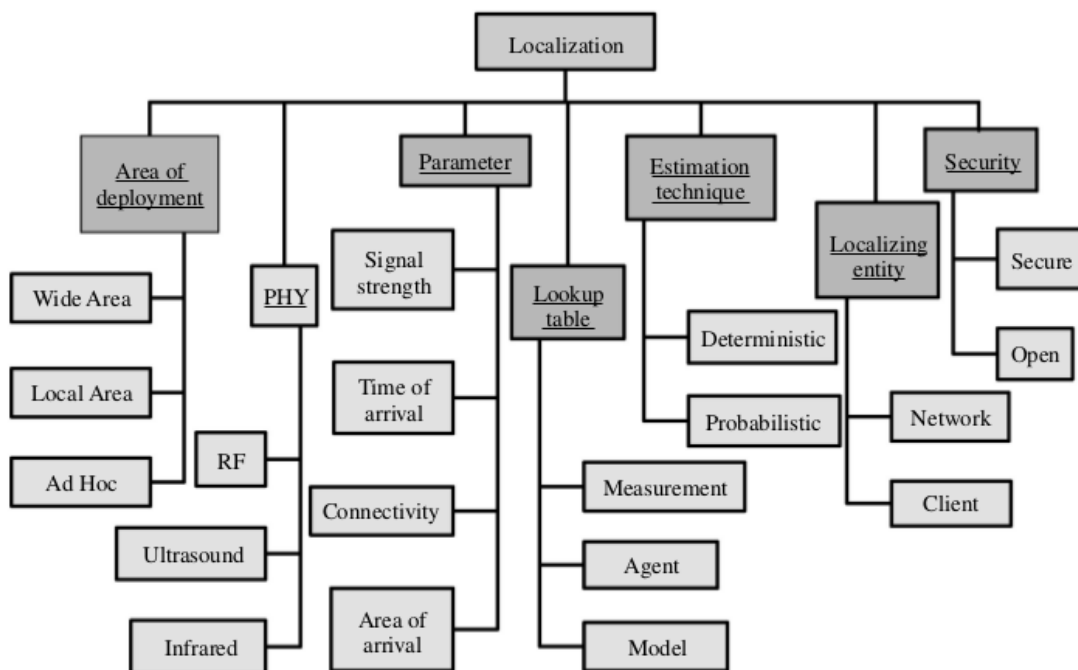 Localization
Area of
deployment
Wide Area
Local Area
Ad Hoc
PHY
RF
Ultrasound
Infrared
Parameter
Signal
strength
Time of
arrival
Connectivity
Area of
arrival
Lookup
table
Measurement
Agent
Model
Estimation
technique
Deterministic
Probabilistic
Localizing
entity
Network
Client
Security
Secure
Open